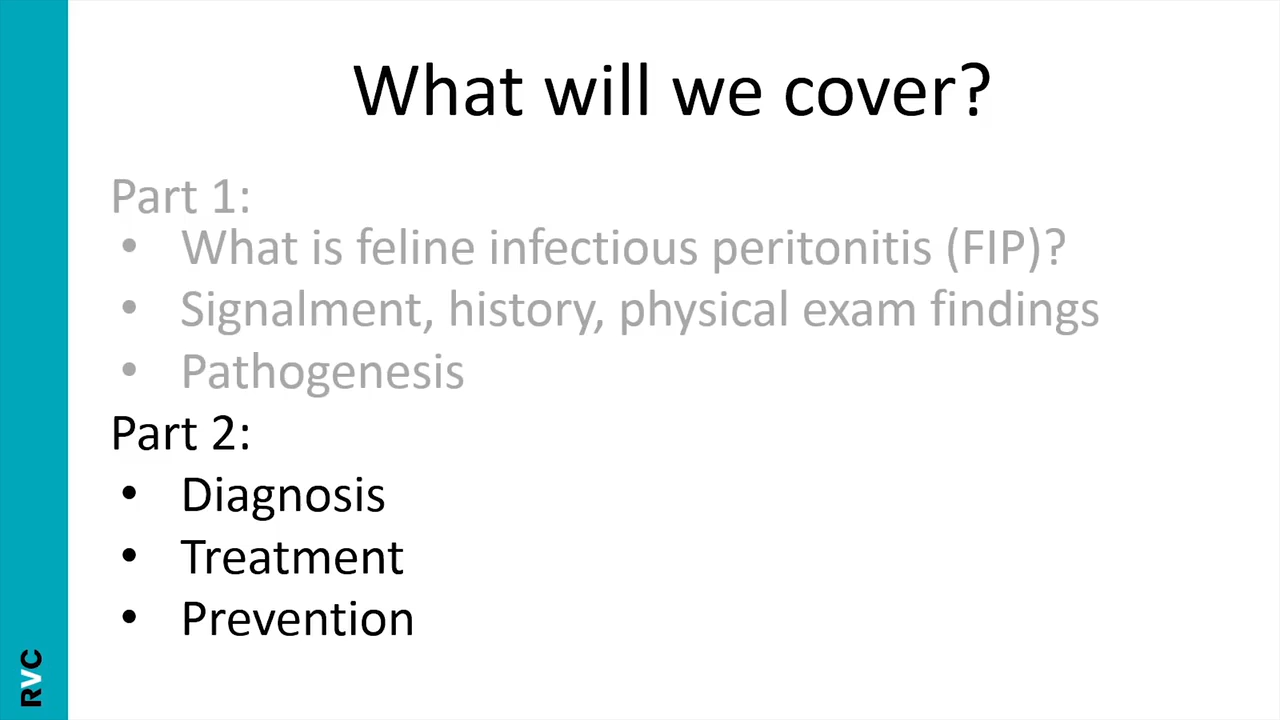 What will we cover?
Part 1:
• What is feline infectious peritonitis (FIP)?
• Signalment, history, physical exam findings
• Pathogenesis
Part 2:
• Diagnosis
• Treatment
• Prevention
RVC